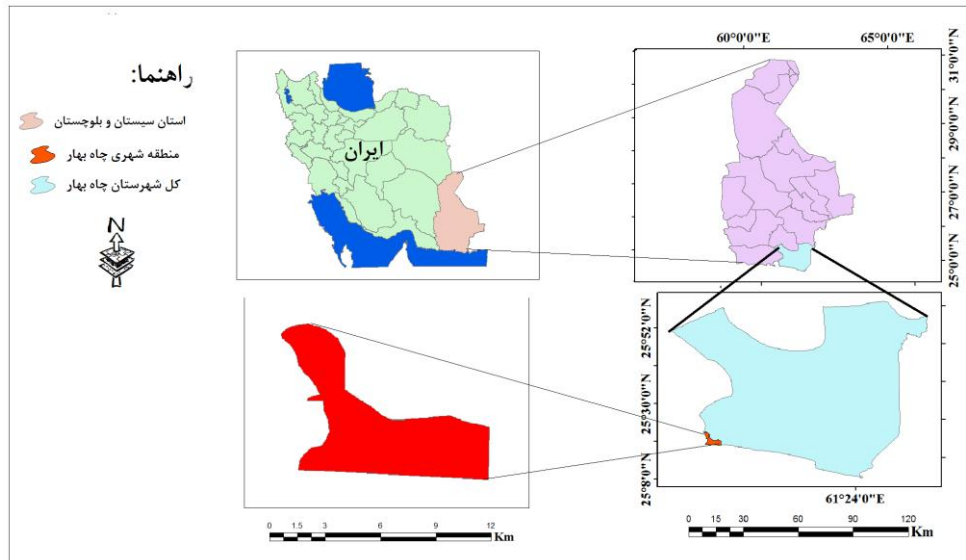 راهنما:
استان سیستان و بلوچستان
منطقه شهری چاه بهار
کل شهرستان چاه بهار
N
ایران
60°0'0"E 65°0'0"E
31°0'0"N
29°0'0"N
27°0'0"N
25°0'0"N
25°52'N
25°30'0"N
25°8'0"N
61°24'0"E
0 1.5 3 6 9 12
Km
0 15 30 60 90 120
Km